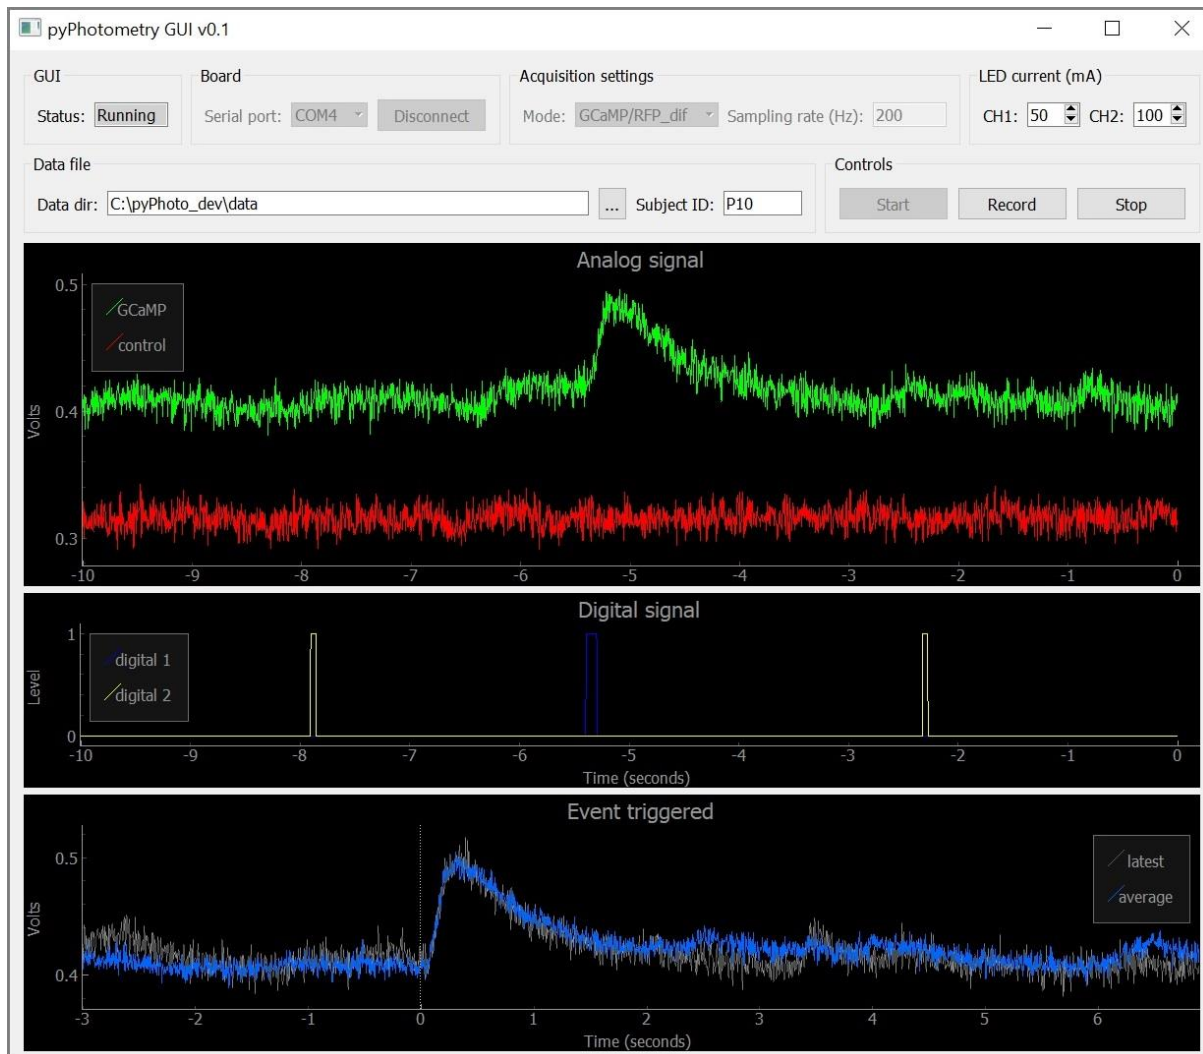 pyPhotometry GUI v0.1
GUI Board Acquisition settings LED current (mA)
Status: Running Serial port: COM4 Disconnect Mode: GCaMP/RFP_dif Sampling rate (Hz): 200 CH1: 50 CH2: 100
Data file Controls
Data dir: C:\pyPhoto_dev\data ... Subject ID: P10 Start Record Stop
Analog signal
0.5
GCaMP
control
0.4
Volts
0.3
-10 -9 -8 -7 -6 -5 -4 -3 -2 -1 0
Digital signal
1
digital 1
Level
digital 2
0
-10 -9 -8 -7 -6 -5 -4 -3 -2 -1 0
Time (seconds)
Event triggered
0.5
latest
average
Volts
0.4
-3 -2 -1 0 1 2 3 4 5 6
Time (seconds)